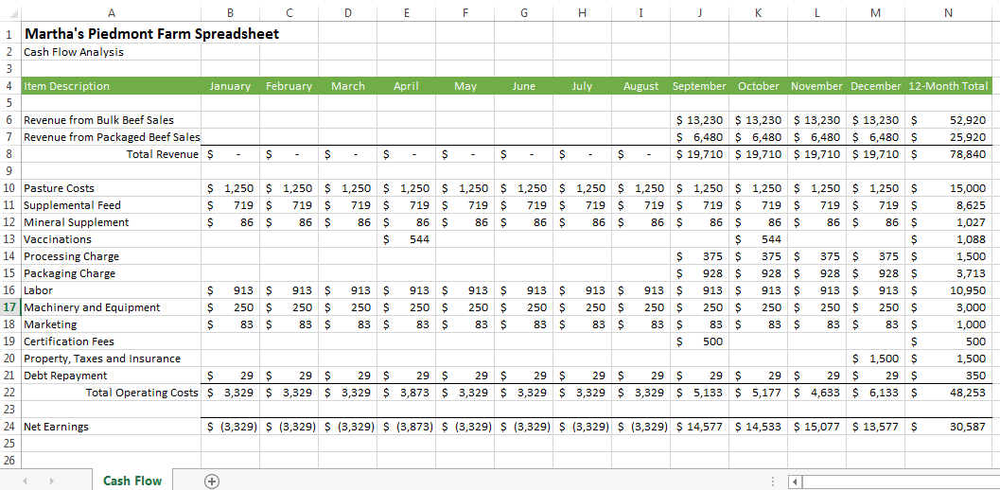 A B C D E F G H I J K L M N
1 Martha's Piedmont Farm Spreadsheet
2 Cash Flow Analysis
3
4 Item Description January February March April May June July August September October November December 12-Month Total
5
6 Revenue from Bulk Beef Sales $ 13,230 $ 13,230 $ 13,230 $ 13,230 $ 52,920
7 Revenue from Packaged Beef Sales $ 6,480 $ 6,480 $ 6,480 $ 6,480 $ 25,920
8 Total Revenue $ - $ - $ - $ - $ - $ - $ - $ - $ 19,710 $ 19,710 $ 19,710 $ 19,710 $ 78,840
9
10 Pasture Costs $ 1,250 $ 1,250 $ 1,250 $ 1,250 $ 1,250 $ 1,250 $ 1,250 $ 1,250 $ 1,250 $ 1,250 $ 1,250 $ 1,250 $ 15,000
11 Supplemental Feed $ 719 $ 719 $ 719 $ 719 $ 719 $ 719 $ 719 $ 719 $ 719 $ 719 $ 719 $ 719 $ 8,625
12 Mineral Supplement $ 86 $ 86 $ 86 $ 86 $ 86 $ 86 $ 86 $ 86 $ 86 $ 86 $ 86 $ 86 $ 1,027
13 Vaccinations $ 544 $ 544 $ 1,088
14 Processing Charge $ 375 $ 375 $ 375 $ 375 $ 1,500
15 Packaging Charge $ 928 $ 928 $ 928 $ 928 $ 3,713
16 Labor $ 913 $ 913 $ 913 $ 913 $ 913 $ 913 $ 913 $ 913 $ 913 $ 913 $ 913 $ 913 $ 10,950
17 Machinery and Equipment $ 250 $ 250 $ 250 $ 250 $ 250 $ 250 $ 250 $ 250 $ 250 $ 250 $ 250 $ 250 $ 3,000
18 Marketing $ 83 $ 83 $ 83 $ 83 $ 83 $ 83 $ 83 $ 83 $ 83 $ 83 $ 83 $ 83 $ 1,000
19 Certification Fees $ 500 $ 500
20 Property, Taxes and Insurance $ 1,500 $ 1,500
21 Debt Repayment $ 29 $ 29 $ 29 $ 29 $ 29 $ 29 $ 29 $ 29 $ 29 $ 29 $ 29 $ 29 $ 350
22 Total Operating Costs $ 3,329 $ 3,329 $ 3,329 $ 3,873 $ 3,329 $ 3,329 $ 3,329 $ 3,329 $ 5,133 $ 5,177 $ 4,633 $ 6,133 $ 48,253
23
24 Net Earnings $ (3,329) $ (3,329) $ (3,329) $ (3,873) $ (3,329) $ (3,329) $ (3,329) $ (3,329) $ 14,577 $ 14,533 $ 15,077 $ 13,577 $ 30,587
25
26
Cash Flow